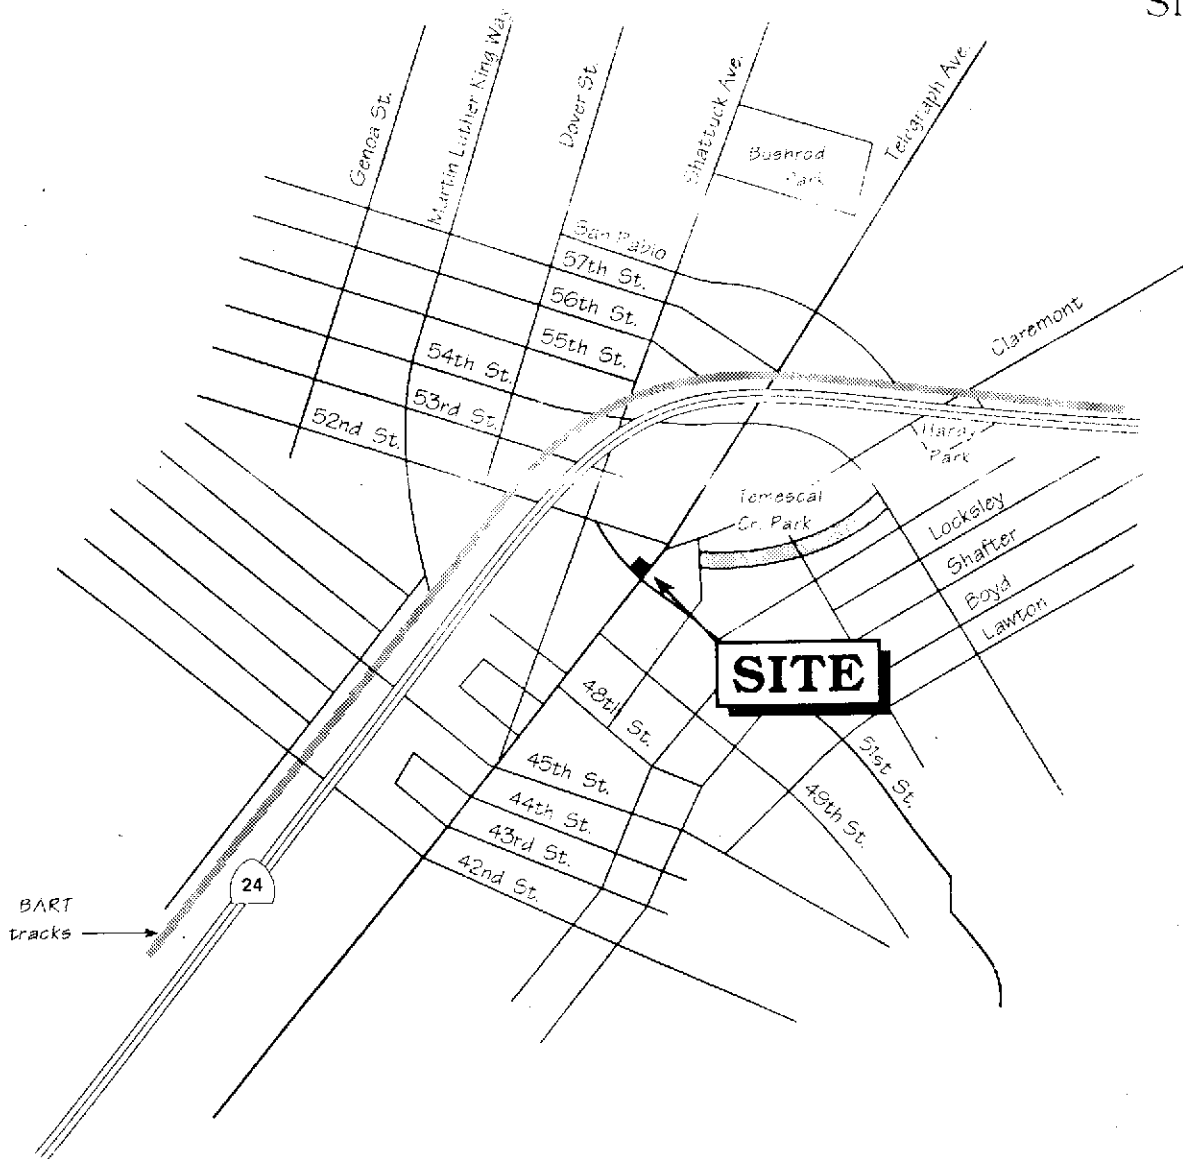 SI
Genoa St.
Martin Luther King Way
Dover St.
Shattuck Ave.
Telegraph Ave.
Bushrod
Park
San Pablo
57th St.
56th St.
55th St.
54th St.
53rd St.
52nd St.
Claremont
Hardy
Park
Temescal
Cr. Park
Locksley
Shafter
Boyd
Lawton
SITE
48th St.
51st St.
49th St.
45th St.
44th St.
43rd St.
42nd St.
24
BART
tracks